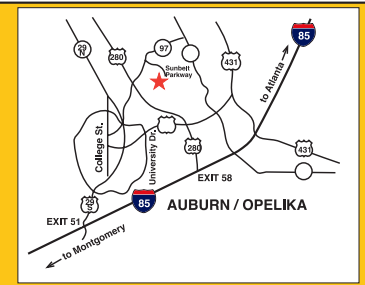 85
29
N
97
280
Sunbelt
Parkway
431
to Atlanta
College St.
University Dr.
280
431
EXIT 58
29
S
85
AUBURN / OPELIKA
EXIT 51
to Montgomery